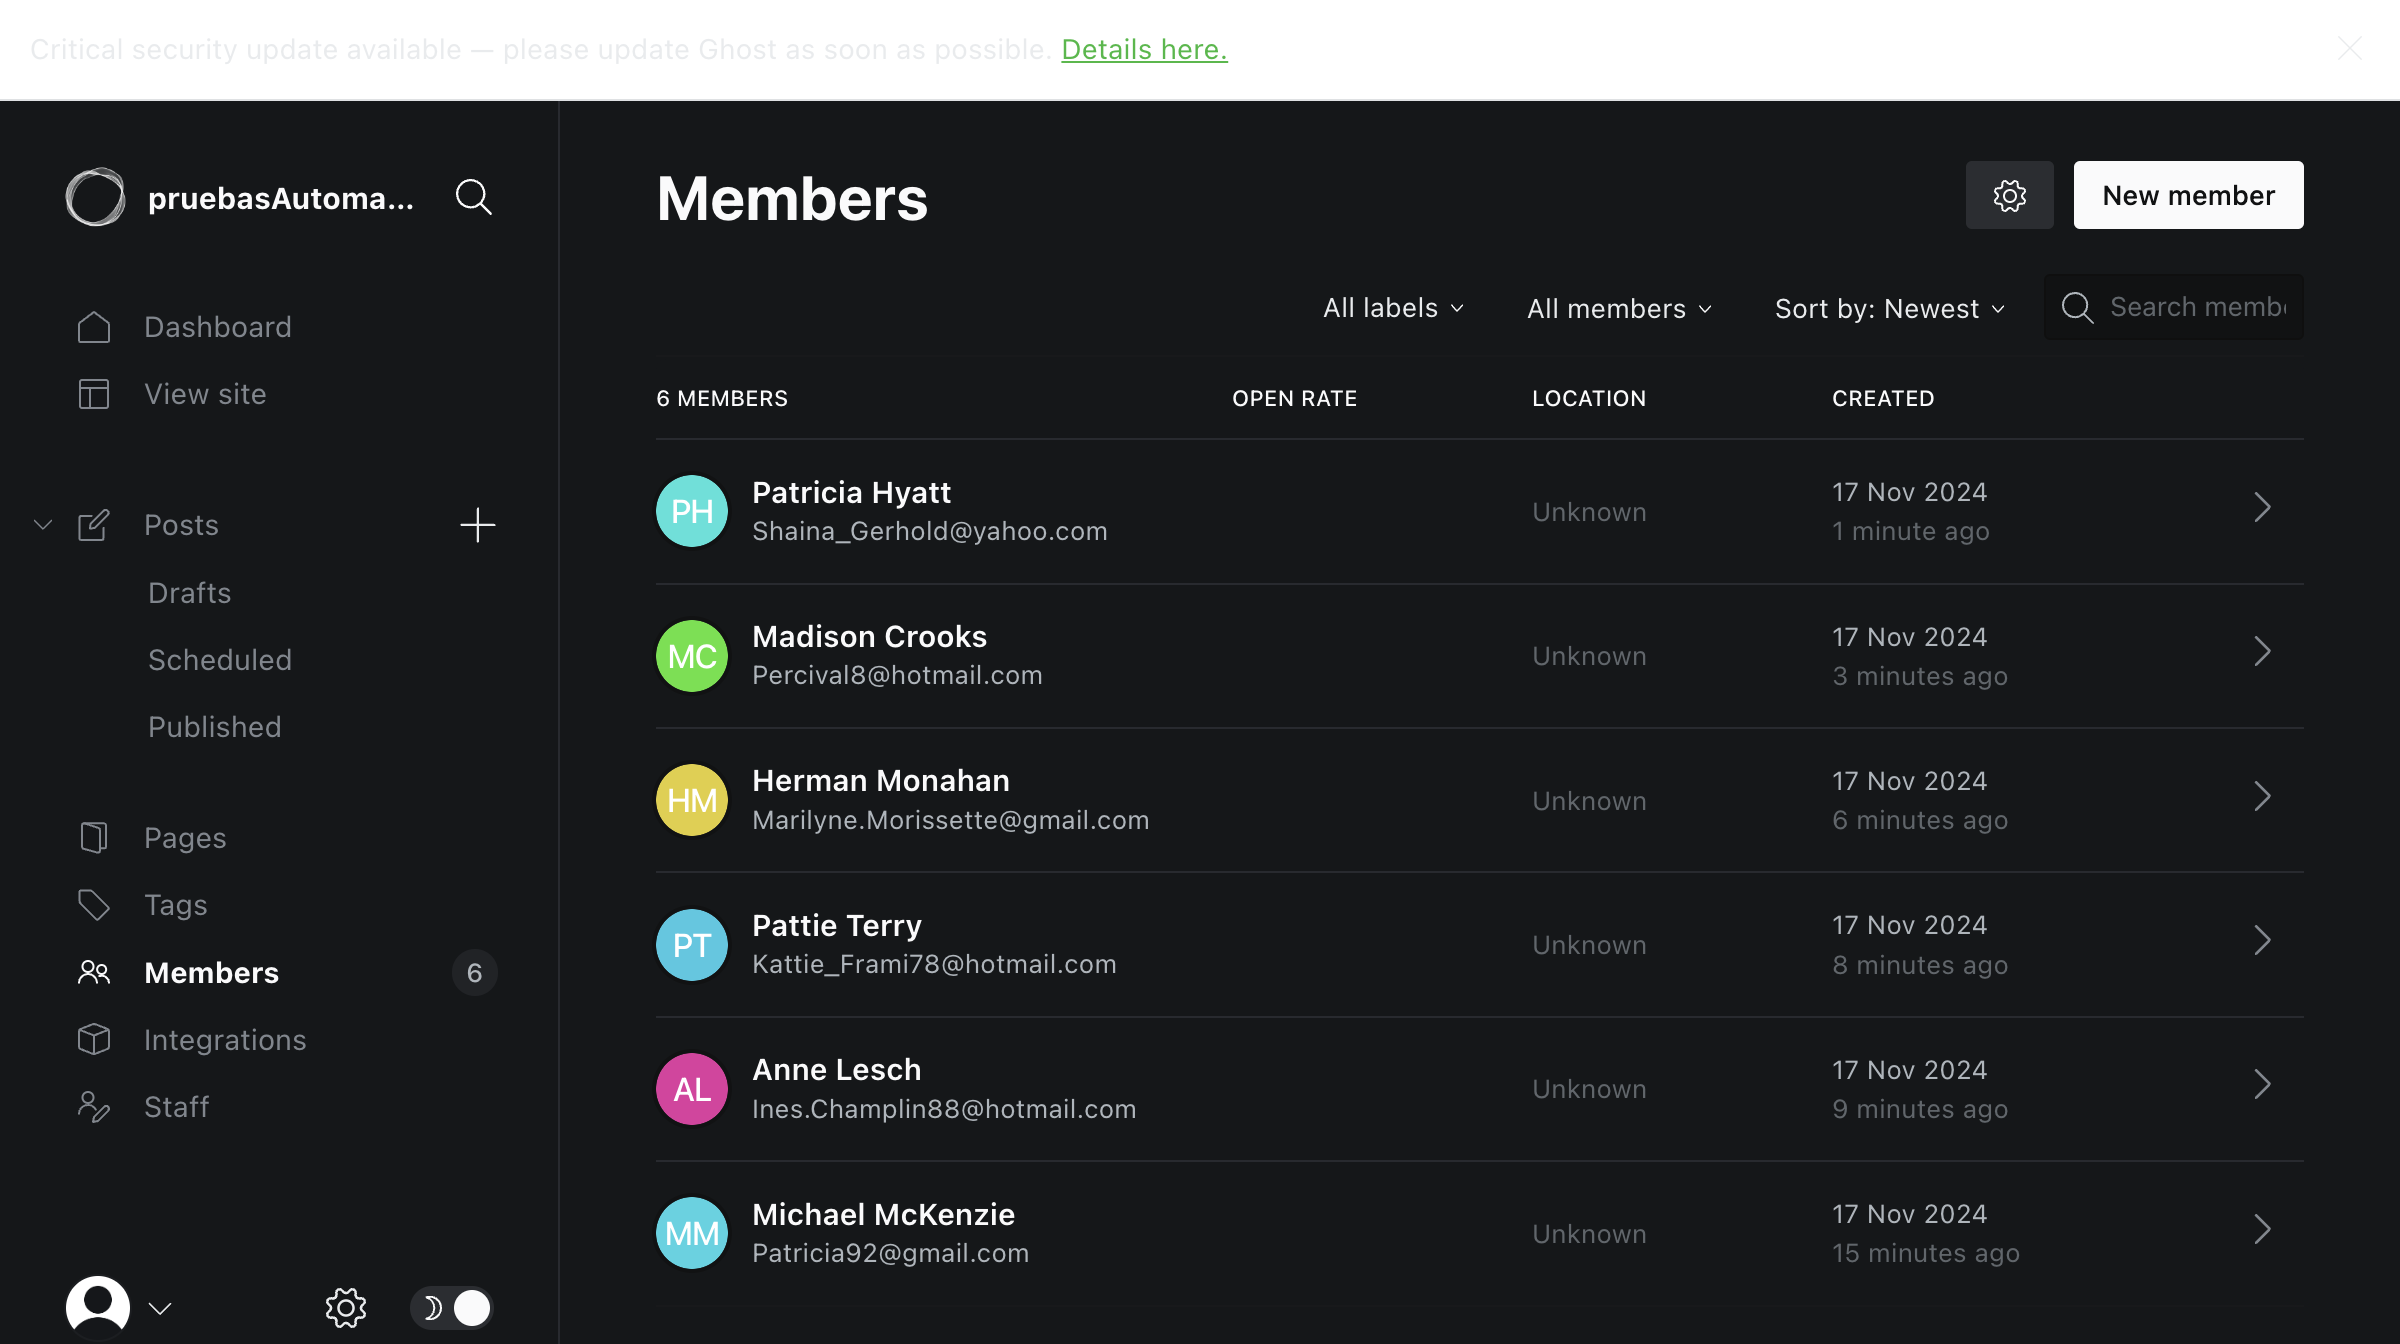 Critical security update available — please update Ghost as soon as possible. Details here.
pruebasAutoma...
Dashboard
View site
Posts
Drafts
Scheduled
Published
Pages
Tags
Members 6
Integrations
Staff
Members
New member
All labels
All members
Sort by: Newest
Search membe
6 MEMBERS OPEN RATE LOCATION CREATED
PH Patricia Hyatt
Shaina_Gerhold@yahoo.com
Unknown
17 Nov 2024
1 minute ago
MC Madison Crooks
Percival8@hotmail.com
Unknown
17 Nov 2024
3 minutes ago
HM Herman Monahan
Marilyne.Morissette@gmail.com
Unknown
17 Nov 2024
6 minutes ago
PT Pattie Terry
Kattie_Frami78@hotmail.com
Unknown
17 Nov 2024
8 minutes ago
AL Anne Lesch
Ines.Champlin88@hotmail.com
Unknown
17 Nov 2024
9 minutes ago
MM Michael McKenzie
Patricia92@gmail.com
Unknown
17 Nov 2024
15 minutes ago